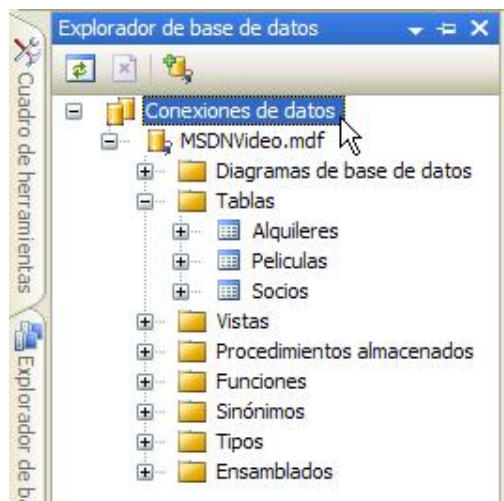 Explorador de base de datos
Cuadro de herramientas
Conexiones de datos
MSDNVideo.mdf
Diagramas de base de datos
Tablas
Alquileres
Peliculas
Socios
Vistas
Procedimientos almacenados
Funciones
Sinónimos
Tipos
Ensamblados
Explorador de